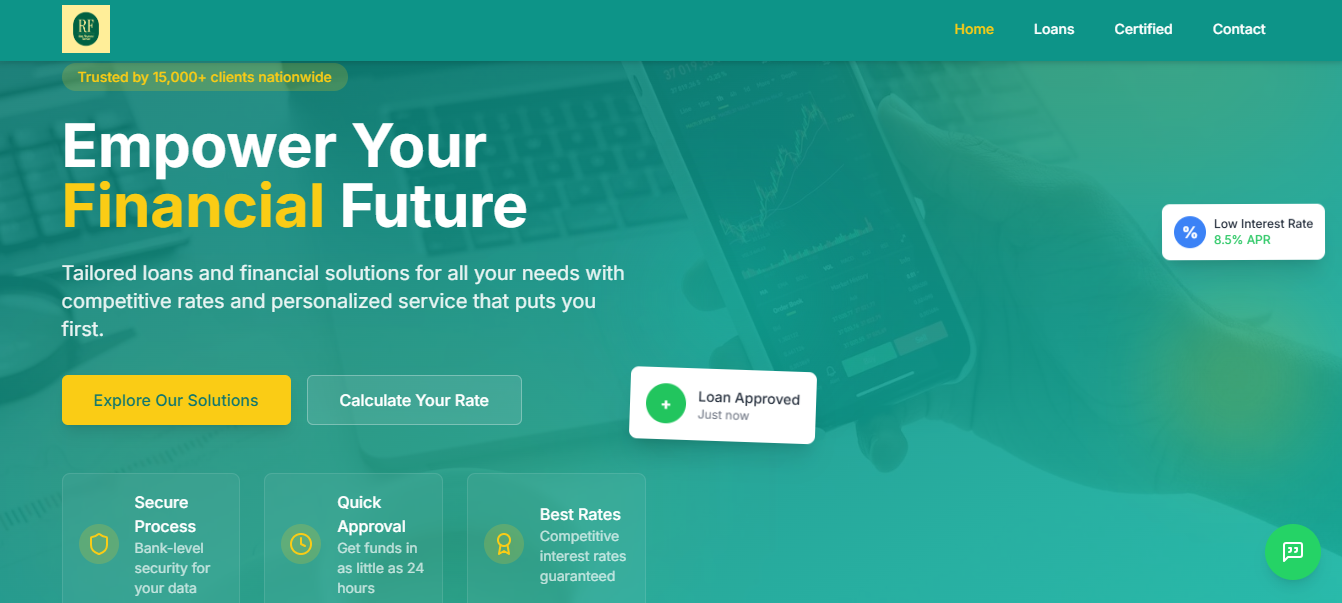 RF
Home
Loans
Certified
Contact
Trusted by 15,000+ clients nationwide
Empower Your
Financial Future
Tailored loans and financial solutions for all your needs with
competitive rates and personalized service that puts you
first.
%
Low Interest Rate
8.5% APR
Explore Our Solutions
Calculate Your Rate
+
Loan Approved
Just now
Secure
Process
Bank-level
security for
your data
Quick
Approval
Get funds in
as little as 24
hours
Best Rates
Competitive
interest rates
guaranteed